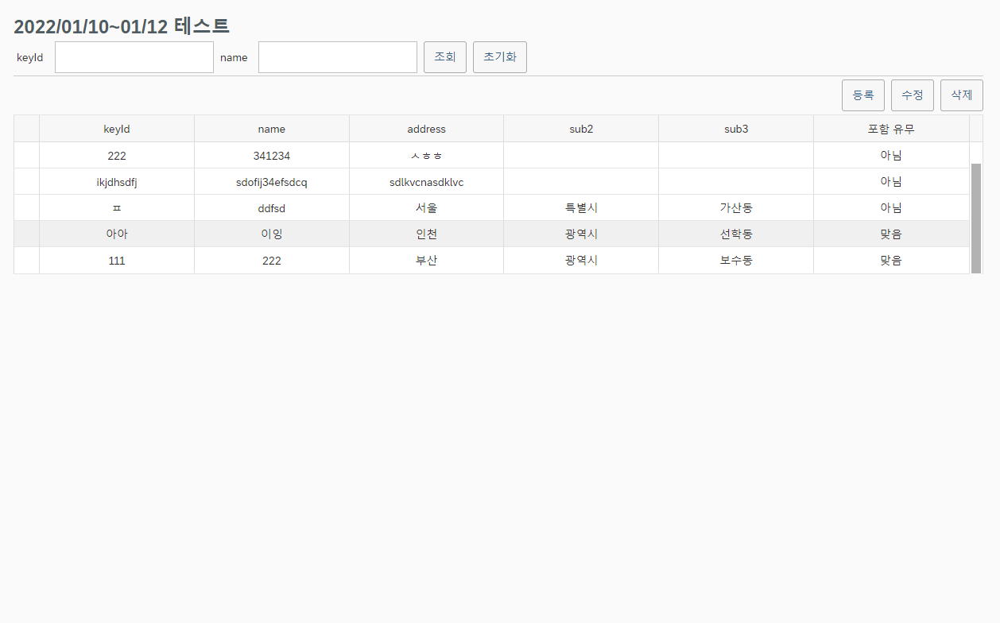 2022/01/10~01/12 테스트
keyId name 조회 초기화
등록 수정 삭제
keyId name address sub2 sub3 포함 유무
222 341234 ㅅㅎㅎ 아님
ikjdhsdfj sdofij34efsdcq sdlkvcnasdklvc 아님
ㅍ ddfsd 서울 특별시 가산동 아님
아아 이잉 인천 광역시 선학동 맞음
111 222 부산 광역시 보수동 맞음